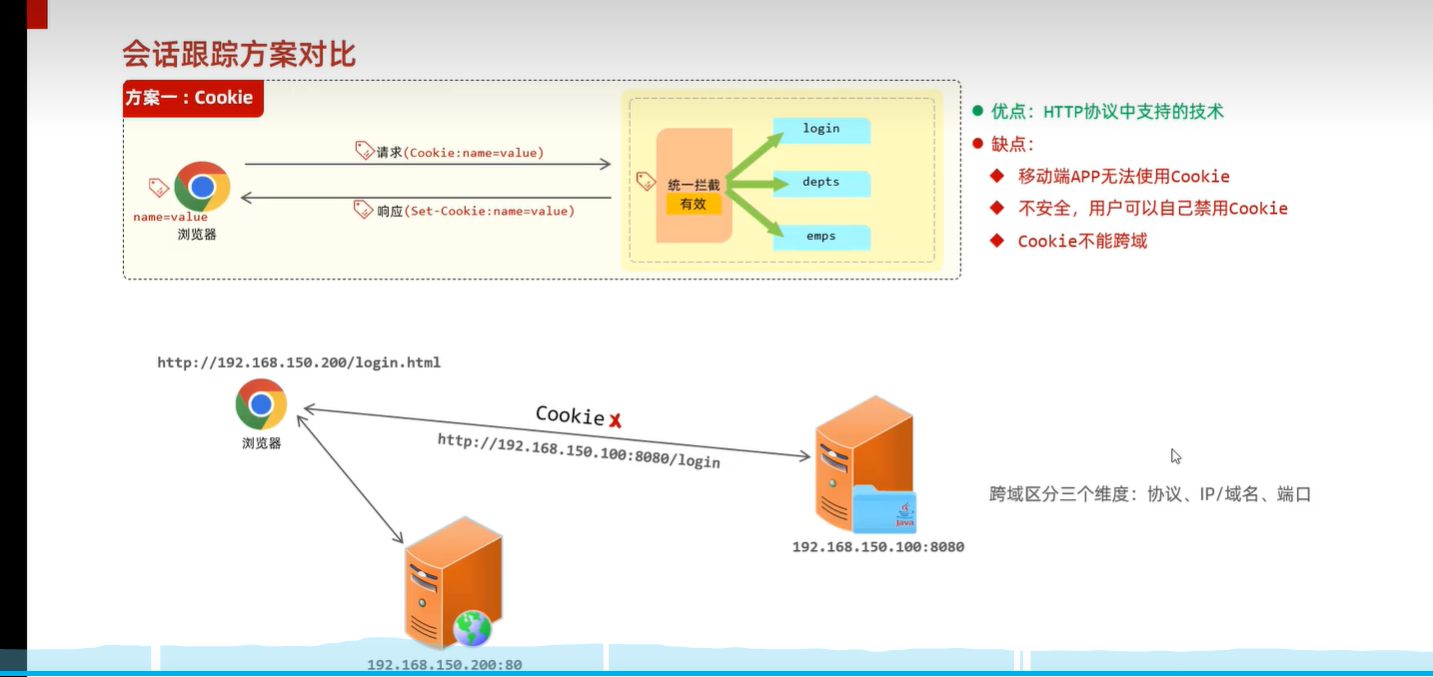 会话跟踪方案对比
方案一：Cookie
请求(Cookie:name=value)
响应(Set-Cookie:name=value)
name=value
浏览器
统一拦截
有效
login
depts
emps
优点：HTTP协议中支持的技术
缺点：
移动端APP无法使用Cookie
不安全，用户可以自己禁用Cookie
Cookie不能跨域
http://192.168.150.200/login.html
浏览器
Cookie
http://192.168.150.100:8080/login
Java
192.168.150.100:8080
192.168.150.200:80
跨域区分三个维度：协议、IP/域名、端口